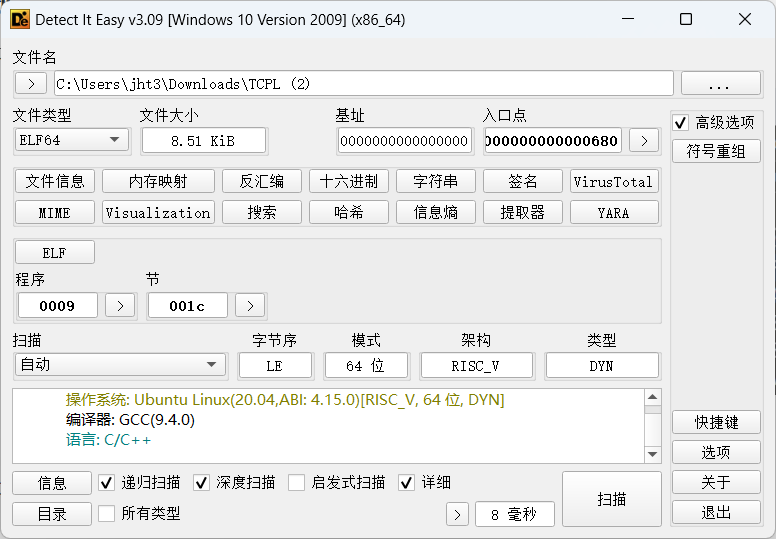 Detect It Easy v3.09 [Windows 10 Version 2009] (x86_64)
文件名
> C:\Users\jht3\Downloads\TCPL (2) ...
文件类型 文件大小 基址 入口点
ELF64 8.51 KiB 0000000000000000 000000000000680 >
高级选项
符号重组
文件信息 内存映射 反汇编 十六进制 字符串 签名 VirusTotal
MIME Visualization 搜索 哈希 信息熵 提取器 YARA
ELF
程序 节
0009 > 001c >
扫描 字节序 模式 架构 类型
自动 LE 64 位 RISC_V DYN
操作系统: Ubuntu Linux(20.04,ABI: 4.15.0)[RISC_V, 64 位, DYN]
编译器: GCC(9.4.0)
语言: C/C++
快捷键
选项
关于
退出
信息 递归扫描 深度扫描 启发式扫描 详细
扫描
目录 所有类型 > 8 毫秒